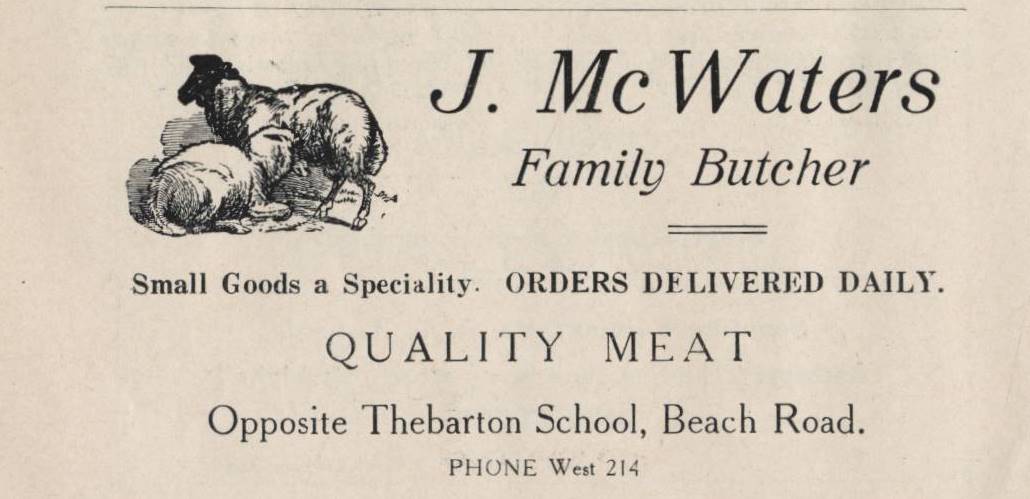 J. McWaters
Family Butcher
Small Goods a Speciality. ORDERS DELIVERED DAILY.
QUALITY MEAT
Opposite Thebarton School, Beach Road.
PHONE West 214